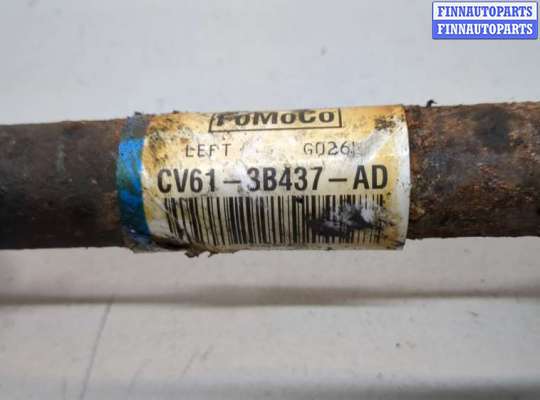 FINNAUTOPARTS
FINNAUTOPARTS
FoMoCo
LEFT
CV61-3B437-AD